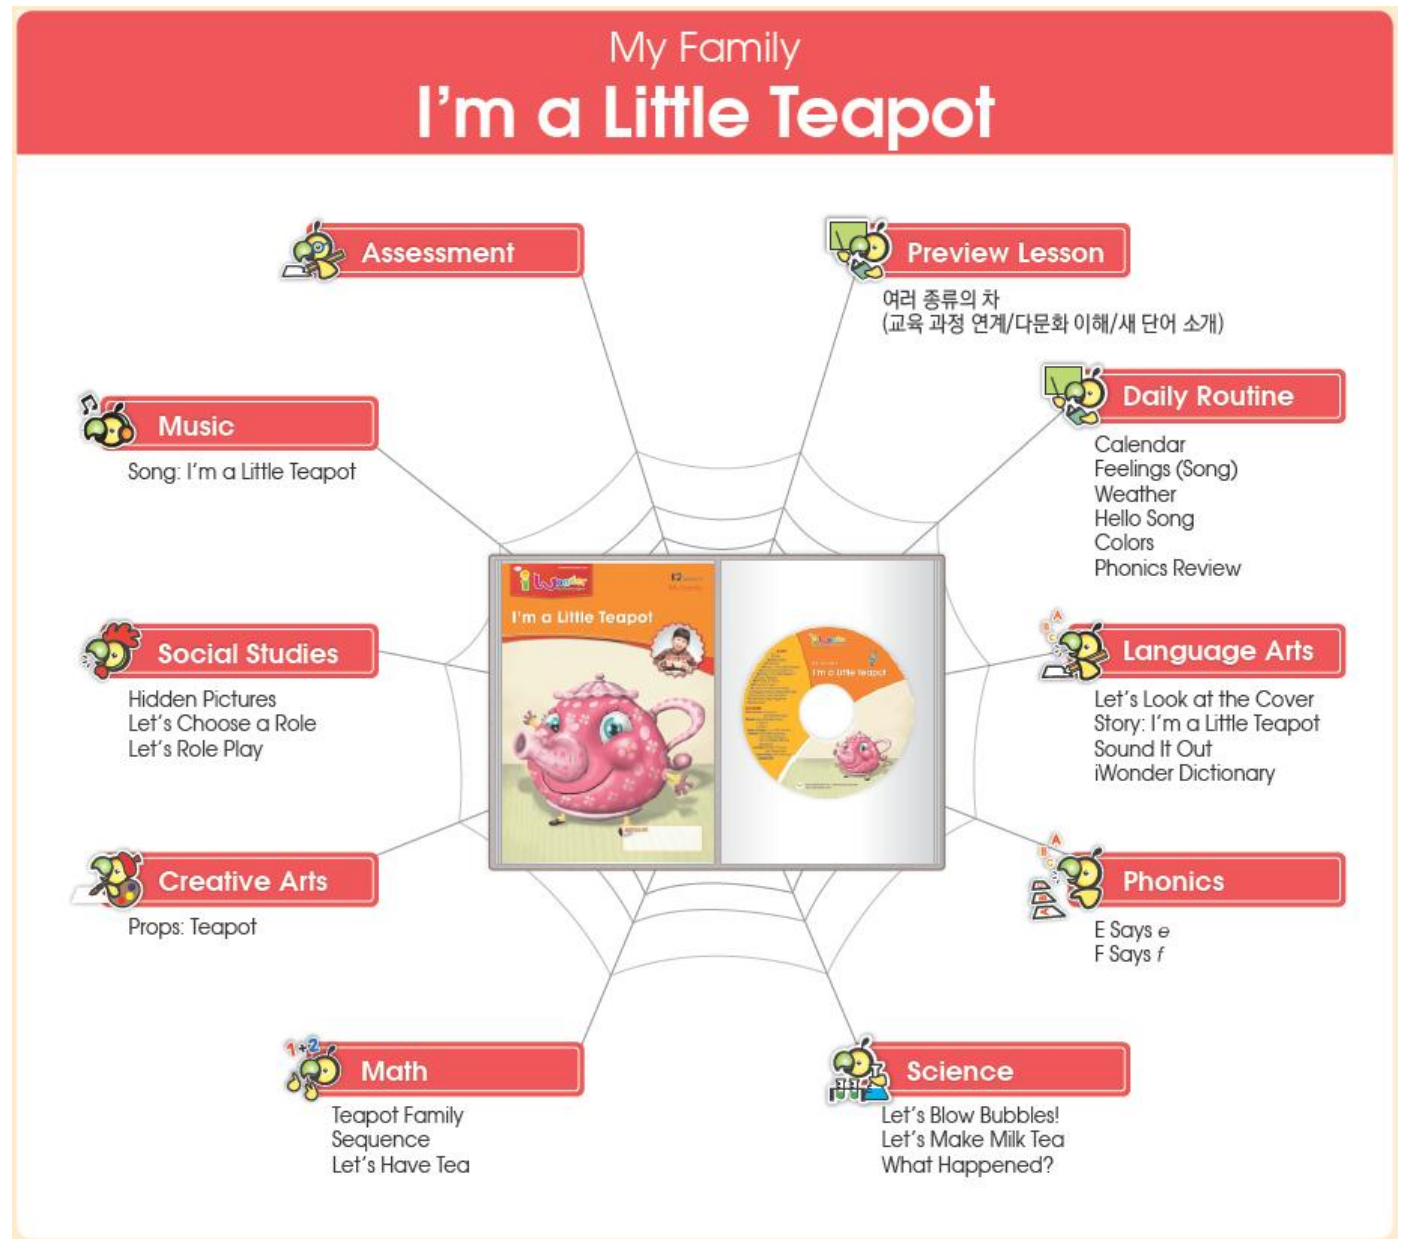 My Family
I'm a Little Teapot
Assessment
Preview Lesson
여러 종류의 차
(교육 과정 연계/다문화 이해/새 단어 소개)
Daily Routine
Calendar
Feelings (Song)
Weather
Hello Song
Colors
Phonics Review
Music
Song: I'm a Little Teapot
Social Studies
Hidden Pictures
Let's Choose a Role
Let's Role Play
Language Arts
Let's Look at the Cover
Story: I'm a Little Teapot
Sound It Out
iWonder Dictionary
i Wonder
I'm a Little Teapot
I'm a Little Teapot
Creative Arts
Props: Teapot
Phonics
E Says e
F Says f
Math
Teapot Family
Sequence
Let's Have Tea
Science
Let's Blow Bubbles!
Let's Make Milk Tea
What Happened?